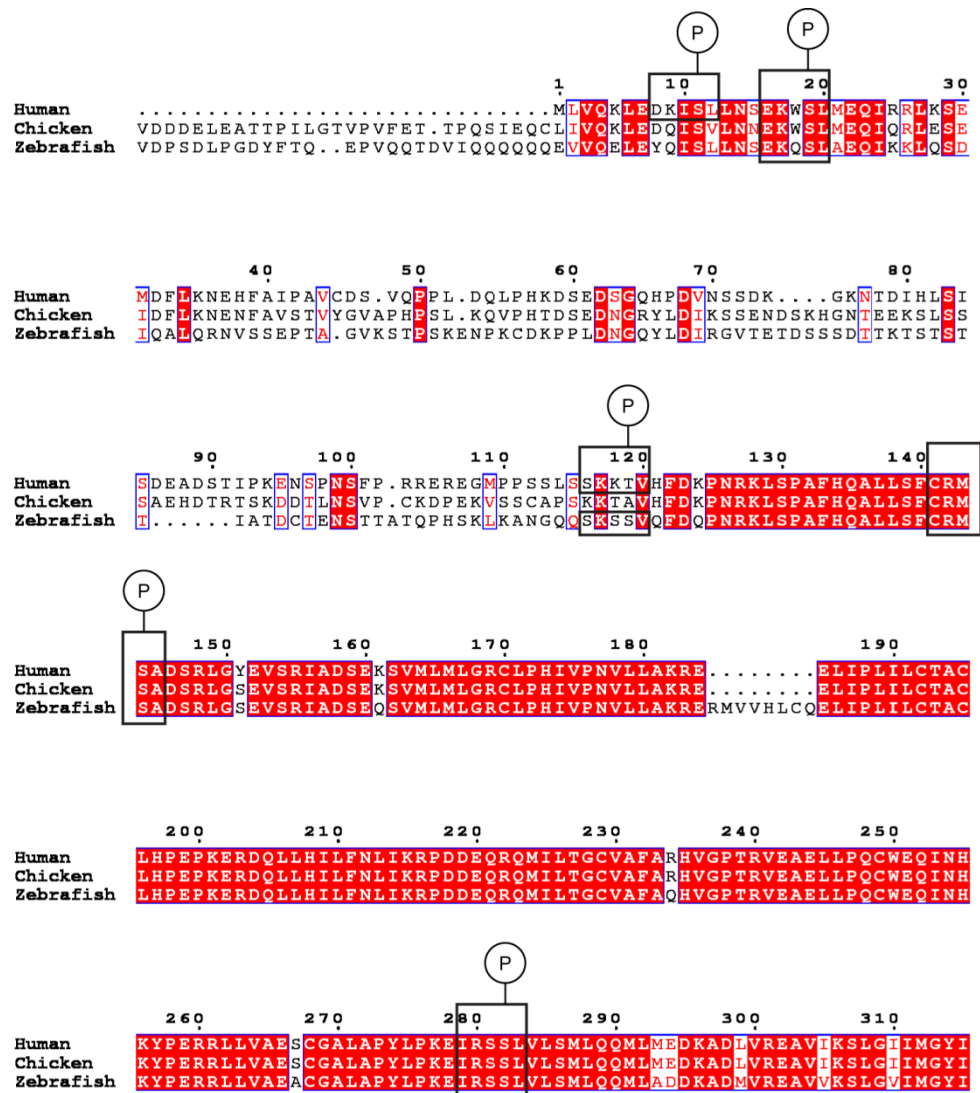 P P
1 10 20 30
Human ..............................MLVQKLEDKISLLNSEKWSLMEQIRRLKSE
Chicken VDDDELEATTPILGTVPVFET.TPQSIEQCLIVQKLEDQISVLNNEKWSLMEQIQRLESE
Zebrafish VDPSDLPGDYFTQ..EPVQQTDVIQQQQQQEVVQELEYQISLLNSEKQSLAEQIKKLQSD
40 50 60 70 80
Human MDFLKNEHFAIPAVCDS.VQPPL.DQLPHKDSEDSGQHPDVNSSDK....GKNTDIHLSI
Chicken IDFLKNENFAVSTVYGVAPHPSL.KQVPHTDSEDNGRYLDIKSSENDSKHGNTEEKSLSS
Zebrafish IQALQRNVSSEPTA.GVKSTPSKENPKCDKPPLDNGQYLDIRGVTETDSSSDTTKTSTST
P
90 100 110 120 130 140
Human SDEADSTIPKENSPNSFP.RREREGMPPSSLSSKKTVHFDKPNRKLSPAFHQALLSFCRM
Chicken SAEHDTRTSKDDTLNSVP.CKDPEKVSSCAPSKKTAVHFDKPNRKLSPAFHQALLSFCRM
Zebrafish T......IATDCTENSTTATQPHSKLKANGQQSKSSVQFDQPNRKLSPAFHQALLSFCRM
P
150 160 170 180 190
Human SADSRLGYEVSRIADSEKSVMLMLGRCLPHIVPNVLLAKRE........ELIPLILCTAC
Chicken SADSRLGSEVSRIADSEKSVMLMLGRCLPHIVPNVLLAKRE........ELIPLILCTAC
Zebrafish SADSRLGSEVSRIADSEQSVMLMLGRCLPHIVPNVLLAKRERMVVHLCQELIPLILCTAC
200 210 220 230 240 250
Human LHPEPKERDQLLHILFNLIKRPDDEQRQMILTGCVAFARHVGPTRVEAELLPQCWEQINH
Chicken LHPEPKERDQLLHILFNLIKRPDDEQRQMILTGCVAFARHVGPTRVEAELLPQCWEQINH
Zebrafish LHPEPKERDQLLHILFNLIKRPDDEQRQMILTGCVAFAQHVGPTRVEAELLPQCWEQINH
P
260 270 280 290 300 310
Human KYPERRLLVAESCGALAPYLPKEIRSSLVLSMLQQMLMEDKADLVREAVIKSLGIIMGYI
Chicken KYPERRLLVAESCGALAPYLPKEIRSSLVLSMLQQMLMEDKADLVREAVIKSLGIIMGYI
Zebrafish KYPERRLLVAEACGALAPYLPKEIRSSLVLSMLQQMLADDKADMVREAVVKSLGVIMGYI